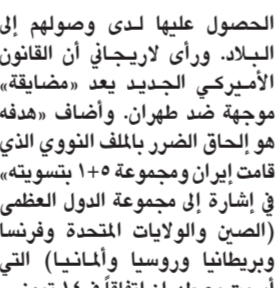 الحصول عليها لدى وصولهم إلى
البلاد. ورأى لاريجاني أن القانون
الأميركي الجديد يعد «مضايقة»
موجهة ضد طهران. وأضاف «هدفه
هو إلحاق الضرر بالملف النووي الذي
قامت إيران ومجموعة ٥+١ بتسويته»
في إشارة إلى مجموعة الدول العظمى
(الصين والولايات المتحدة وفرنسا
وبريطانيا وروسيا وألمانيا) التي